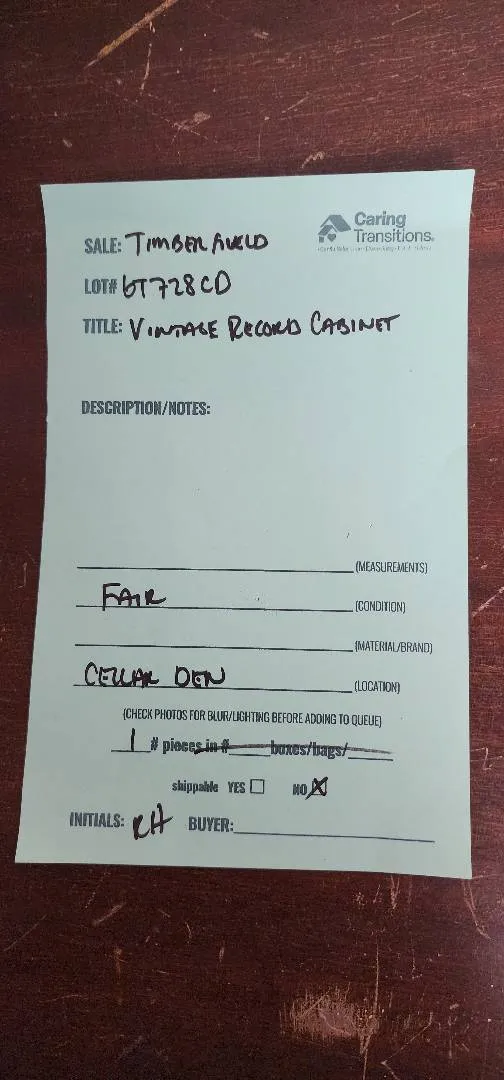 Caring
Transitions.
SALE: TIMBER
LOT# 6T728CD
TITLE: VINTAGE RECORD CABINET
DESCRIPTION/NOTES:
(MEASUREMENTS)
FAIR (CONDITION)
(MATERIAL/BRAND)
CELLAR DEN (LOCATION)
(CHECK PHOTOS FOR BLUR/LIGHTING BEFORE ADDING TO QUEUE)
1 # pieces in # boxes/bags/
shippable YES NO X
INITIALS: RH BUYER: